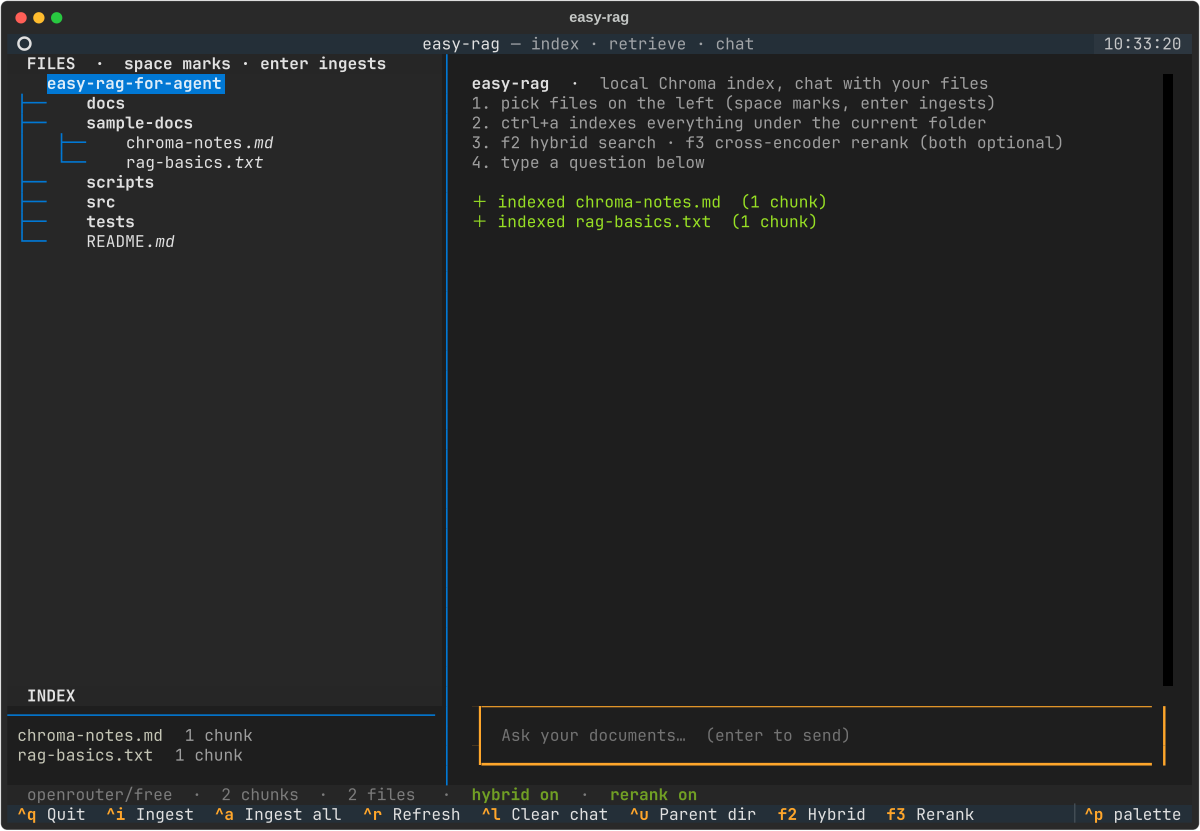 easy-rag
easy-rag — index · retrieve · chat 10:33:20
FILES · space marks · enter ingests
easy-rag-for-agent
docs
sample-docs
chroma-notes.md
rag-basics.txt
scripts
src
tests
README.md
INDEX
chroma-notes.md 1 chunk
rag-basics.txt 1 chunk
easy-rag · local Chroma index, chat with your files
1. pick files on the left (space marks, enter ingests)
2. ctrl+a indexes everything under the current folder
3. f2 hybrid search · f3 cross-encoder rerank (both optional)
4. type a question below
+ indexed chroma-notes.md (1 chunk)
+ indexed rag-basics.txt (1 chunk)
Ask your documents… (enter to send)
openrouter/free · 2 chunks · 2 files · hybrid on · rerank on
^q Quit ^i Ingest ^a Ingest all ^r Refresh ^l Clear chat ^u Parent dir f2 Hybrid f3 Rerank ^p palette